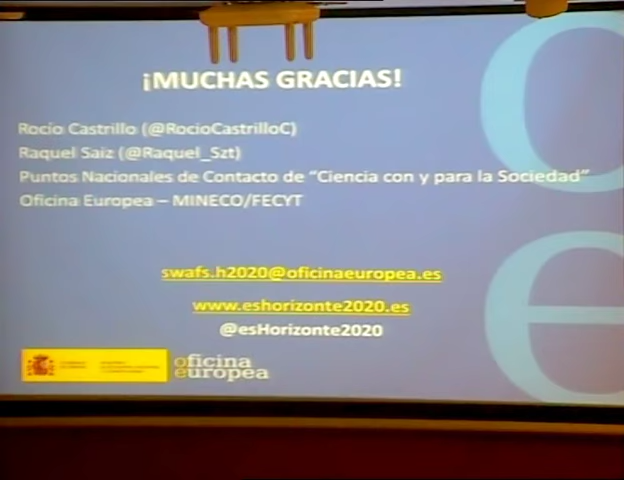 ¡MUCHAS GRACIAS!
Rocío Castrillo (@RocioCastrilloC)
Raquel Saiz (@Raquel_Szt)
Puntos Nacionales de Contacto de “Ciencia con y para la Sociedad”
Oficina Europea – MINECO/FECYT
swafs.h2020@oficinaeuropea.es
www.eshorizonte2020.es
@esHorizonte2020
oficina
europea
oe